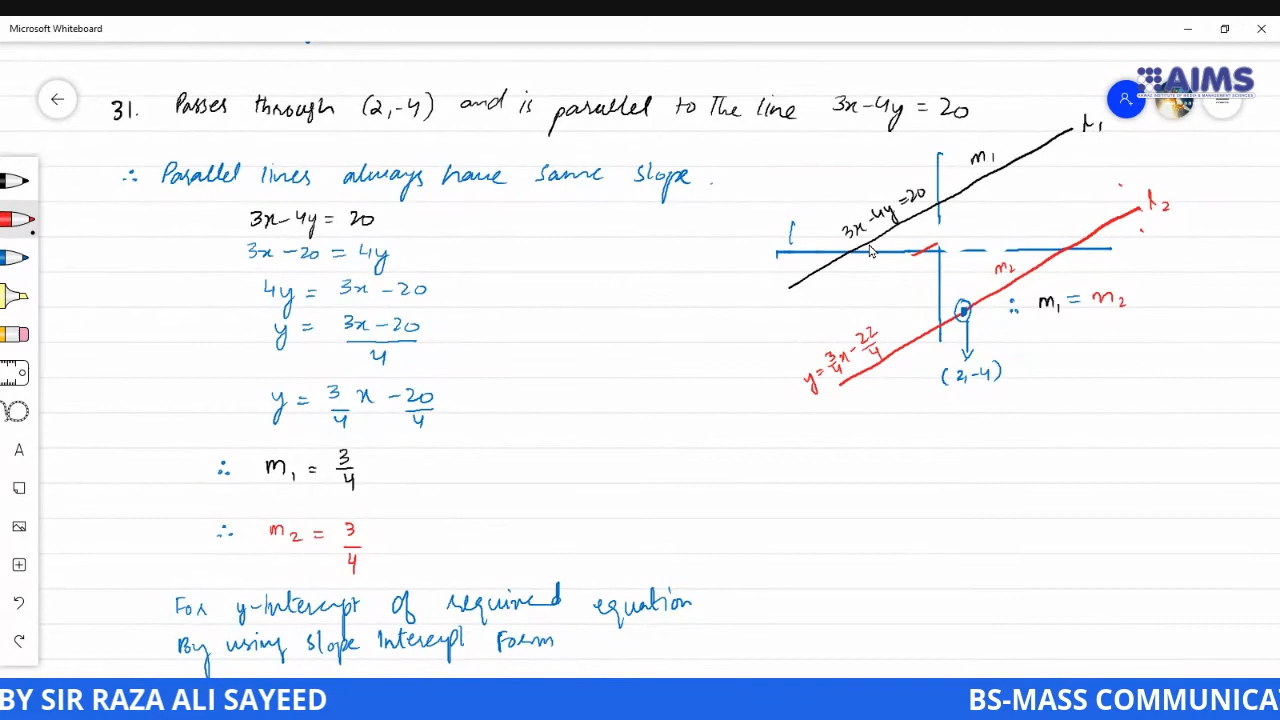 Microsoft Whiteboard
AIMS
31. Passes through (2,-4) and is parallel to The line 3x-4y = 20
∴ Parallel lines always have same slope.
3x-4y = 20
3x-20 = 4y
4y = 3x-20
y = 3x-20/4
y = 3/4 x - 20/4
∴ m1 = 3/4
∴ m2 = 3/4
For y-Intercept of required equation
By using Slope Intercept Form
m1
3x-4y=20
m2
∴ m1 = m2
y = 3/4 x - 22/4
(2,-4)
A
BY SIR RAZA ALI SAYEED
BS-MASS COMMUNICA